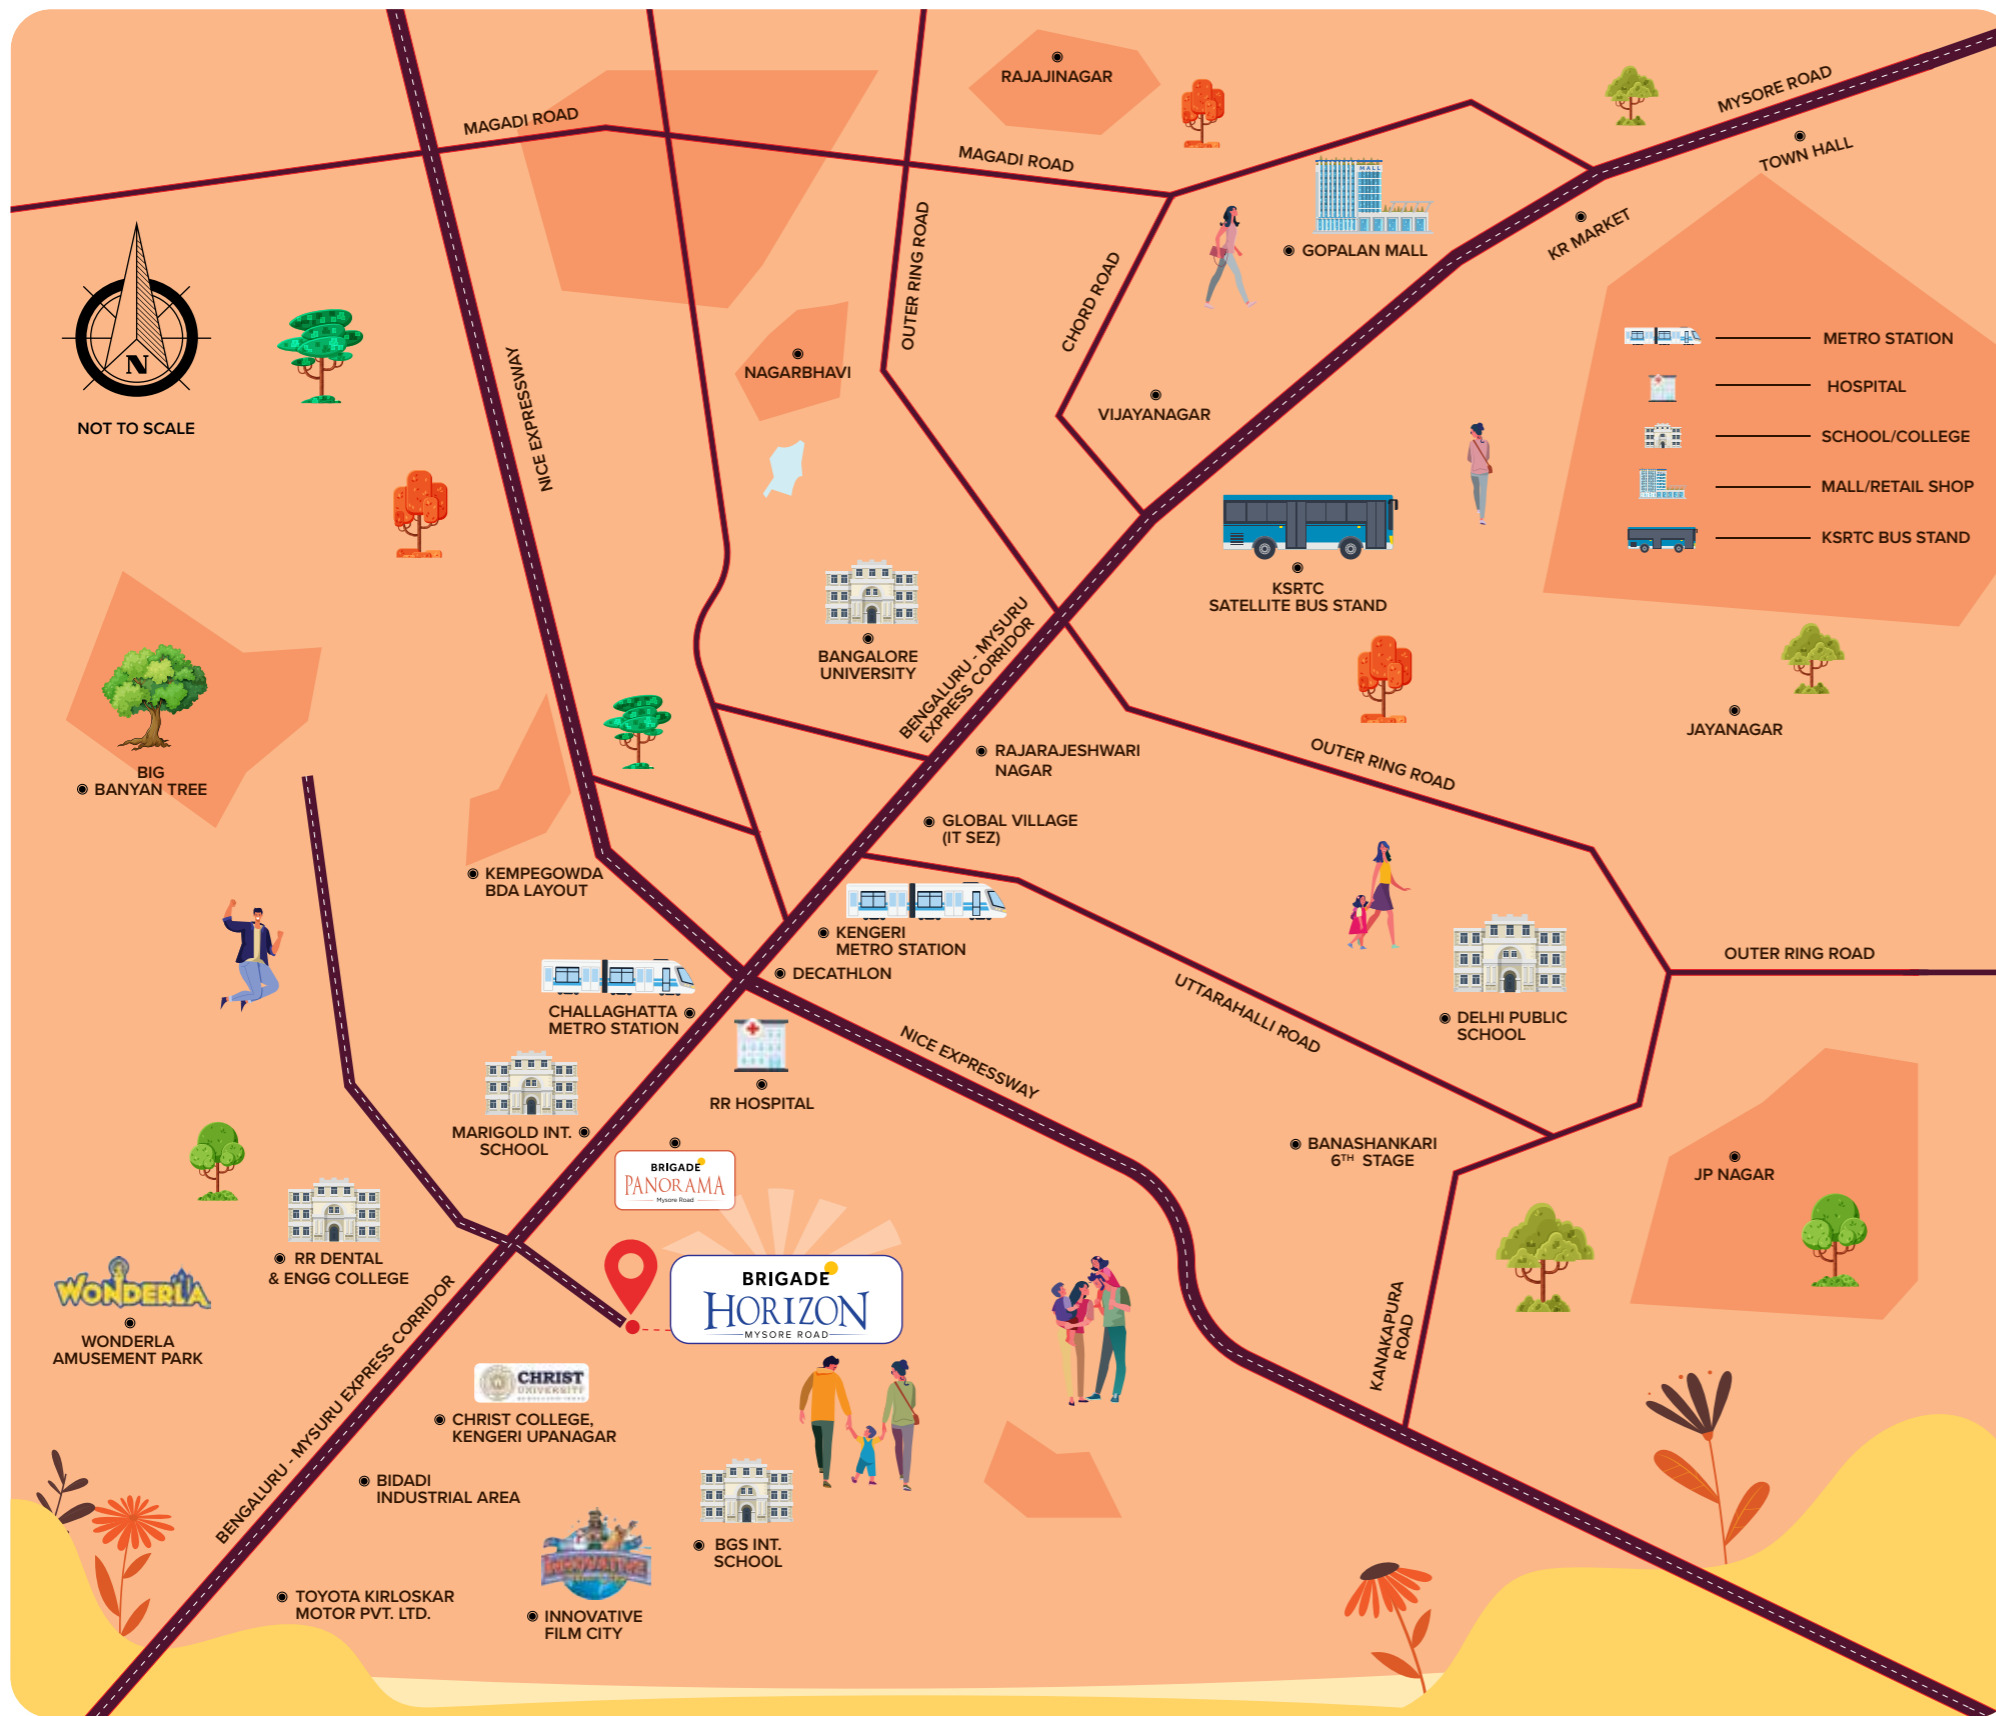 RAJAJINAGAR
MYSORE ROAD
MAGADI ROAD
MAGADI ROAD
TOWN HALL
MALL
GOPALAN MALL
KR MARKET
OUTER RING ROAD
CHORD ROAD
N
NOT TO SCALE
NICE EXPRESSWAY
NAGARBHAVI
VIJAYANAGAR
METRO STATION
HOSPITAL
SCHOOL/COLLEGE
MALL/RETAIL SHOP
KSRTC BUS STAND
KSRTC
SATELLITE BUS STAND
BANGALORE
UNIVERSITY
BENGALURU - MYSURU
EXPRESS CORRIDOR
RAJARAJESHWARI
NAGAR
OUTER RING ROAD
JAYANAGAR
BIG
BANYAN TREE
GLOBAL VILLAGE
(IT SEZ)
KEMPEGOWDA
BDA LAYOUT
KENGERI
METRO STATION
DECATHLON
OUTER RING ROAD
CHALLAGHATTA
METRO STATION
UTTARAHALLI ROAD
DELHI PUBLIC
SCHOOL
NICE EXPRESSWAY
RR HOSPITAL
MARIGOLD INT.
SCHOOL
BANASHANKARI
6TH STAGE
JP NAGAR
BRIGADE
PANORAMA
Mysore Road
RR DENTAL
& ENGG COLLEGE
WONDERLA
WONDERLA
AMUSEMENT PARK
BRIGADE
HORIZON
MYSORE ROAD
BENGALURU - MYSURU EXPRESS CORRIDOR
KANAKAPURA
ROAD
CHRIST
UNIVERSITY
CHRIST COLLEGE,
KENGERI UPANAGAR
BIDADI
INDUSTRIAL AREA
BGS INT.
SCHOOL
INNOVATIVE
TOYOTA KIRLOSKAR
MOTOR PVT. LTD.
INNOVATIVE
FILM CITY